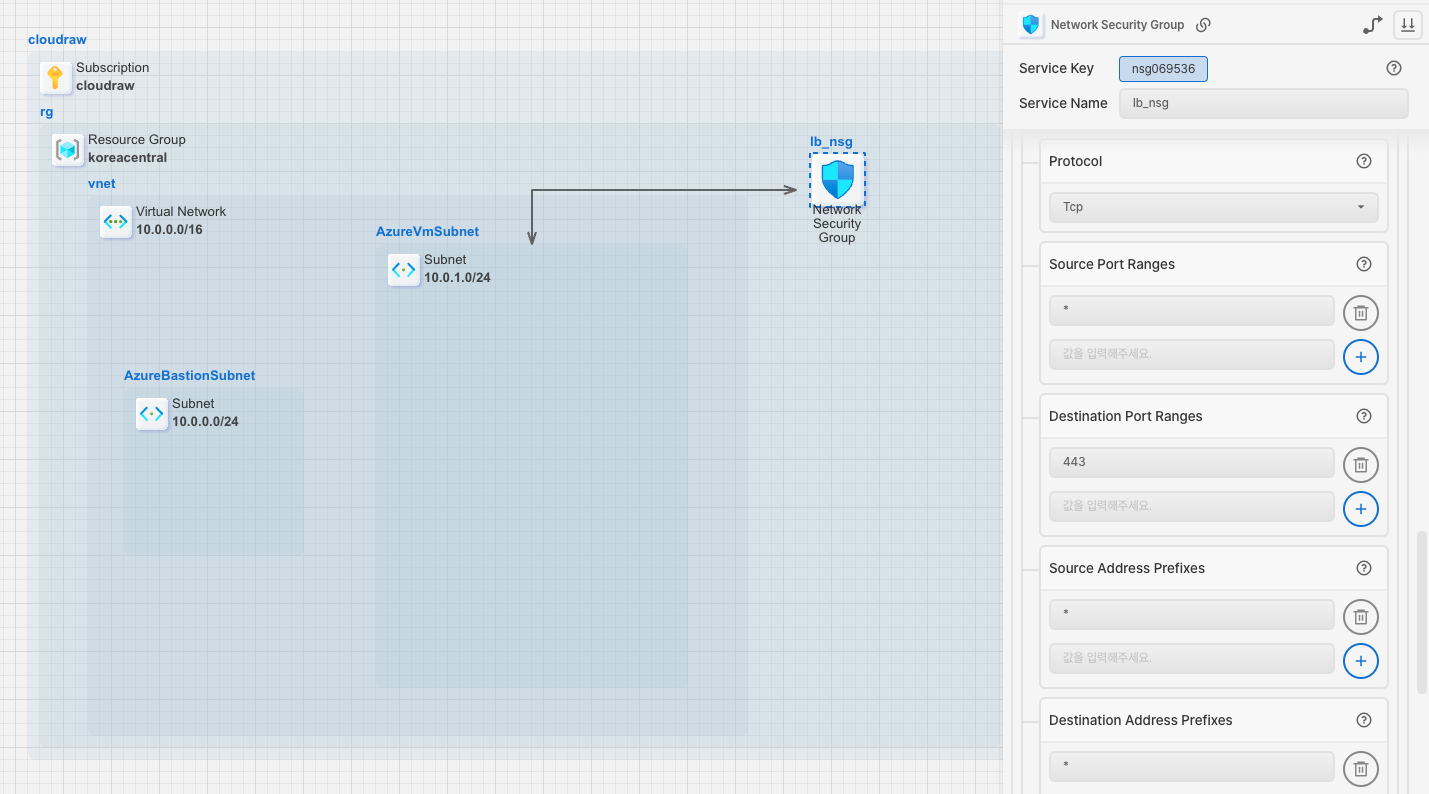 cloudraw
Subscription
cloudraw
rg
Resource Group
koreacentral
vnet
Virtual Network
10.0.0.0/16
AzureVmSubnet
Subnet
10.0.1.0/24
AzureBastionSubnet
Subnet
10.0.0.0/24
lb_nsg
Network
Security
Group
Network Security Group
Service Key
nsg069536
Service Name
lb_nsg
Protocol
Tcp
Source Port Ranges
*
값을 입력해주세요.
Destination Port Ranges
443
값을 입력해주세요.
Source Address Prefixes
*
값을 입력해주세요.
Destination Address Prefixes
*